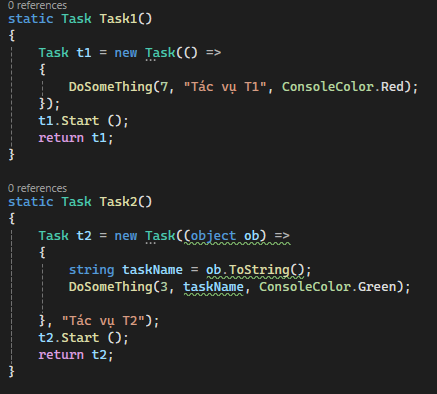 0 references
static Task Task1()
{
    Task t1 = new Task(() =>
    {
        DoSomeThing(7, "Tác vụ T1", ConsoleColor.Red);
    });
    t1.Start ();
    return t1;
}
0 references
static Task Task2()
{
    Task t2 = new Task((object ob) =>
    {
        string taskName = ob.ToString();
        DoSomeThing(3, taskName, ConsoleColor.Green);
    }, "Tác vụ T2");
    t2.Start ();
    return t2;
}